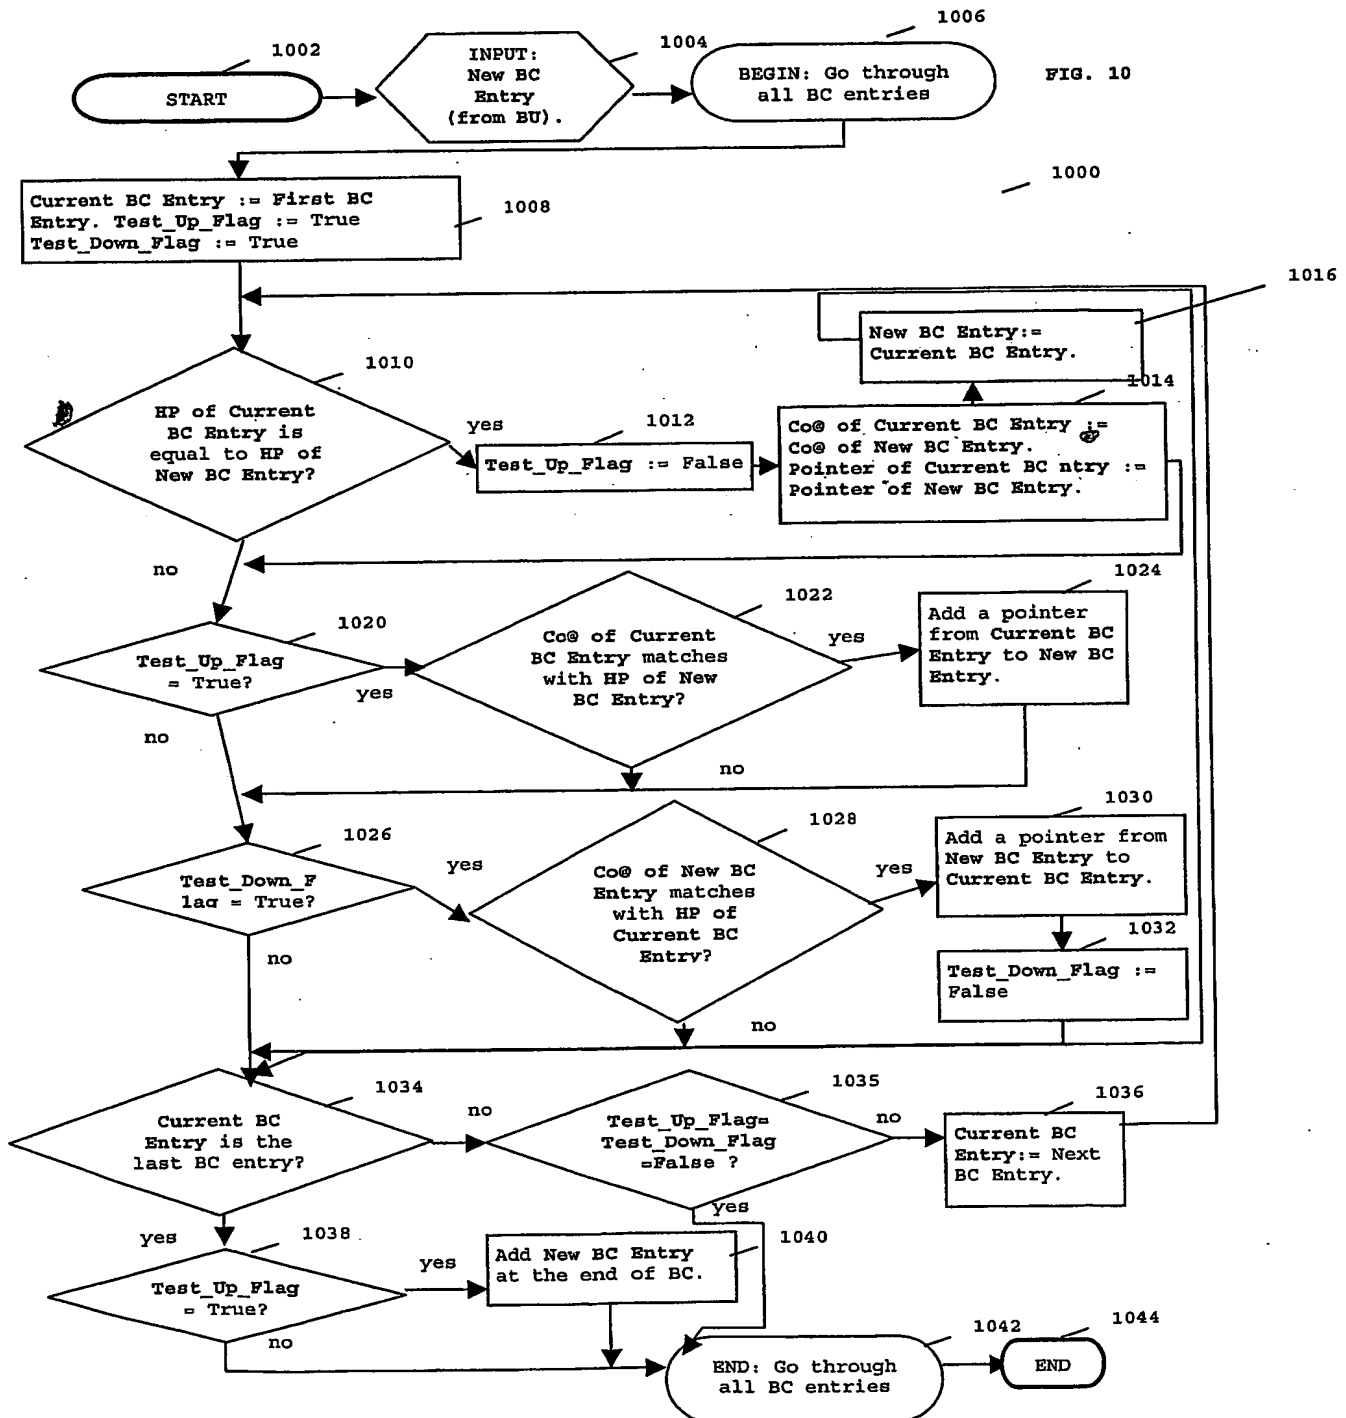 1002
START
INPUT:
New BC
Entry
(from BU).
1004
1006
BEGIN: Go through
all BC entries
FIG. 10
1000
Current BC Entry := First BC
Entry. Test_Up_Flag := True
Test_Down_Flag := True
1008
1016
New BC Entry:=
Current BC Entry.
1010
HP of Current
BC Entry is
equal to HP of
New BC Entry?
yes
1012
Test_Up_Flag := False
1014
Co@ of Current BC Entry :=
Co@ of New BC Entry.
Pointer of Current BC ntry :=
Pointer of New BC Entry.
no
1020
Test_Up_Flag
= True?
yes
1022
Co@ of Current
BC Entry matches
with HP of New
BC Entry?
yes
1024
Add a pointer
from Current BC
Entry to New BC
Entry.
no
no
1026
Test_Down_F
lag = True?
yes
1028
Co@ of New BC
Entry matches
with HP of
Current BC
Entry?
yes
1030
Add a pointer from
New BC Entry to
Current BC Entry.
1032
Test_Down_Flag :=
False
no
no
1034
Current BC
Entry is the
last BC entry?
no
1035
Test_Up_Flag=
Test_Down_Flag
=False ?
no
1036
Current BC
Entry:= Next
BC Entry.
yes
yes
1038
Test_Up_Flag
= True?
yes
1040
Add New BC Entry
at the end of BC.
no
1042
END: Go through
all BC entries
1044
END